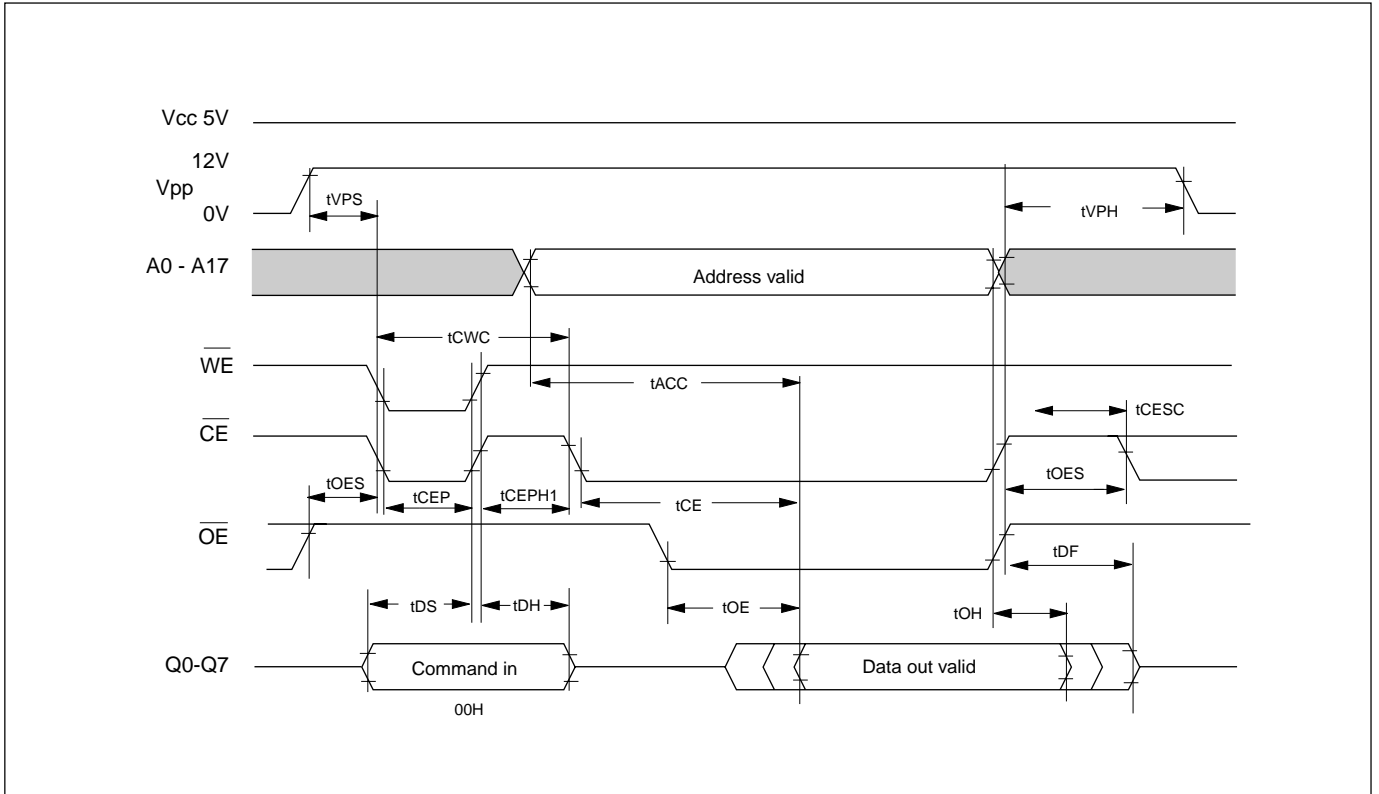 Vcc 5V
12V
Vpp
tVPS
tVPH
0V
A0 - A17
Address valid
tCWC
WE
tACC
tCESC
CE
tOES
tCEP
tCEPH1
tCE
tOES
OE
tDF
tDS
tDH
tOE
tOH
Q0-Q7
Command in
Data out valid
00H